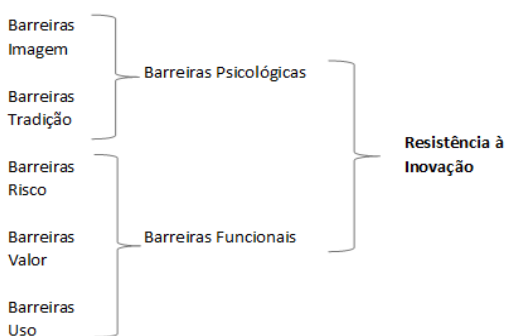 Barreiras
Imagem
Barreiras Psicológicas
Barreiras
Tradição
Resistência à
Inovação
Barreiras
Risco
Barreiras
Valor
Barreiras Funcionais
Barreiras
Uso